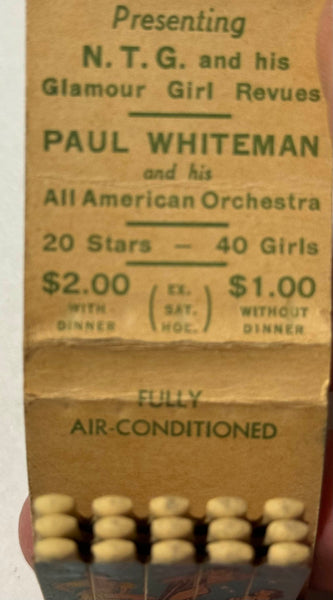 Presenting
N. T. G. and his
Glamour Girl Revues
PAUL WHITEMAN
and his
All American Orchestra
20 Stars — 40 Girls
$2.00 ( EX. ) $1.00
WITH SAT. WITHOUT
DINNER HOL. DINNER
FULLY
AIR-CONDITIONED